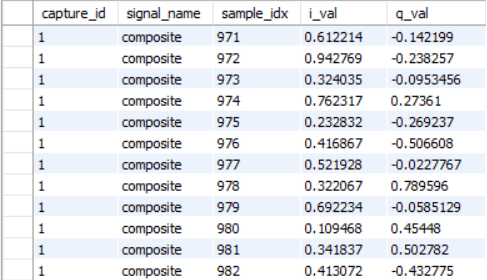 capture_id signal_name sample_idx i_val q_val
1 composite 971 0.612214 -0.142199
1 composite 972 0.942769 -0.238257
1 composite 973 0.324035 -0.0953456
1 composite 974 0.762317 0.27361
1 composite 975 0.232832 -0.269237
1 composite 976 0.416867 -0.506608
1 composite 977 0.521928 -0.0227767
1 composite 978 0.322067 0.789596
1 composite 979 0.692234 -0.0585129
1 composite 980 0.109468 0.45448
1 composite 981 0.341837 0.502782
1 composite 982 0.413072 -0.432775